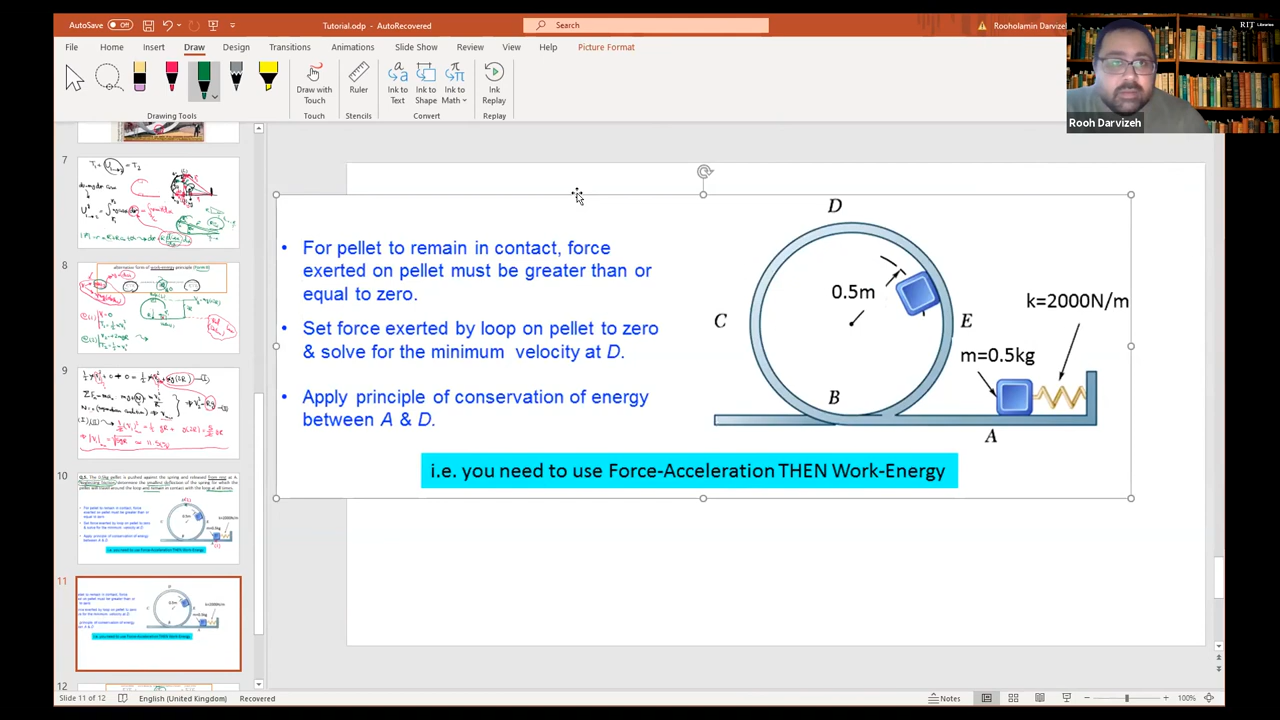 AutoSave Off
Tutorial.odp - AutoRecovered
Search
Rooholamin Darvizeh
RIT Libraries
File Home Insert Draw Design Transitions Animations Slide Show Review View Help Picture Format
Draw with Touch
Ruler
Ink to Text
Ink to Shape
Ink to Math
Ink Replay
Drawing Tools
Touch
Stencils
Convert
Replay
Rooh Darvizeh
7
8
9
10
11
12
D
• For pellet to remain in contact, force
exerted on pellet must be greater than or
equal to zero.
• Set force exerted by loop on pellet to zero
& solve for the minimum velocity at D.
• Apply principle of conservation of energy
between A & D.
0.5m
k=2000N/m
C
E
m=0.5kg
B
A
i.e. you need to use Force-Acceleration THEN Work-Energy
Slide 11 of 12
English (United Kingdom)
Recovered
Notes
100%